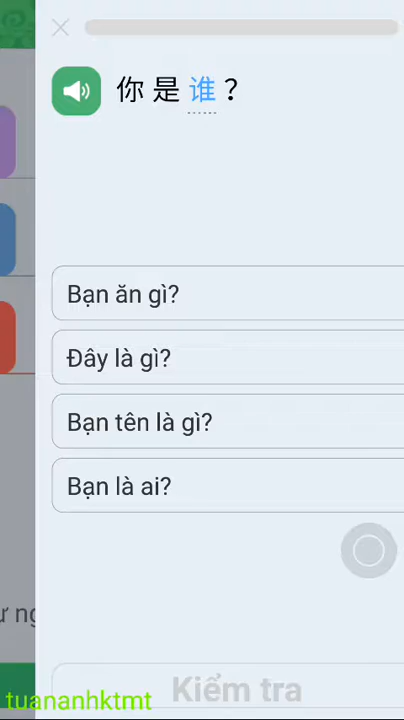 你是谁？
Bạn ăn gì?
Đây là gì?
Bạn tên là gì?
Bạn là ai?
Kiểm tra
tuananhktmt